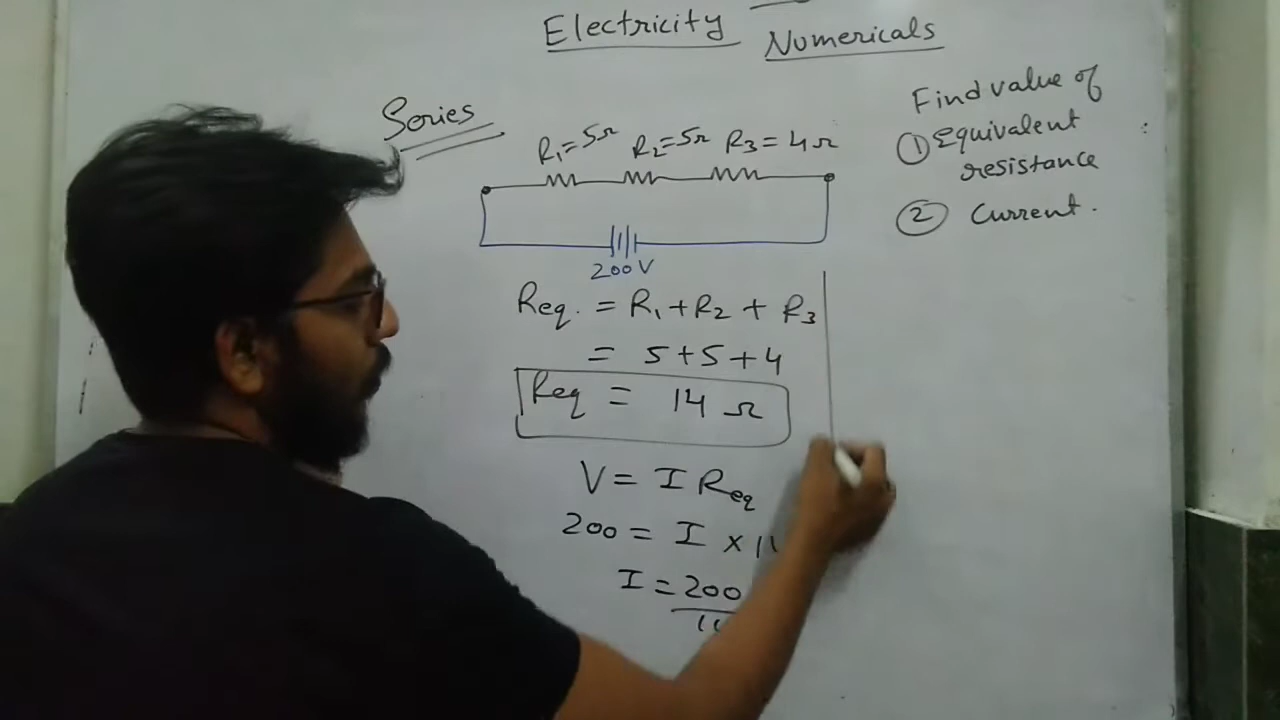 Electricity Numericals
Series
R1=5Ω R2=5Ω R3=4Ω
200V
Find value of
① Equivalent
resistance
② Current.
Req. = R1+R2 + R3
= 5+5+4
Req = 14 Ω
V = I Req
200 = I ×
I = 200